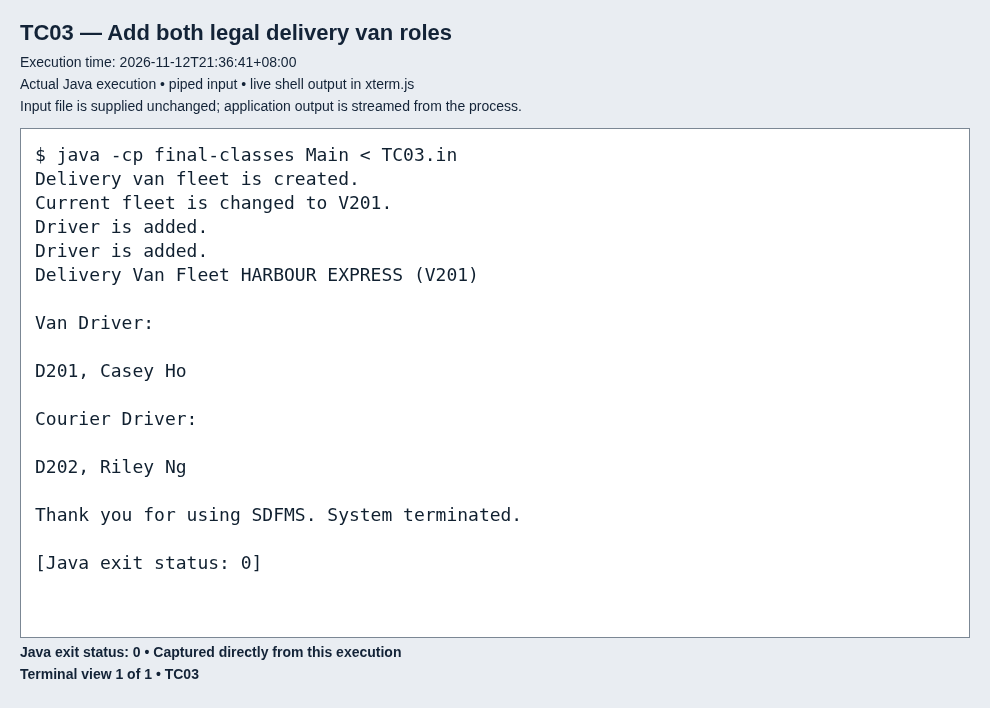 TC03 — Add both legal delivery van roles
Execution time: 2026-11-12T21:36:41+08:00
Actual Java execution • piped input • live shell output in xterm.js
Input file is supplied unchanged; application output is streamed from the process.
$ java -cp final-classes Main < TC03.in
Delivery van fleet is created.
Current fleet is changed to V201.
Driver is added.
Driver is added.
Delivery Van Fleet HARBOUR EXPRESS (V201)
Van Driver:
D201, Casey Ho
Courier Driver:
D202, Riley Ng
Thank you for using SDFMS. System terminated.
[Java exit status: 0]
Java exit status: 0 • Captured directly from this execution
Terminal view 1 of 1 • TC03